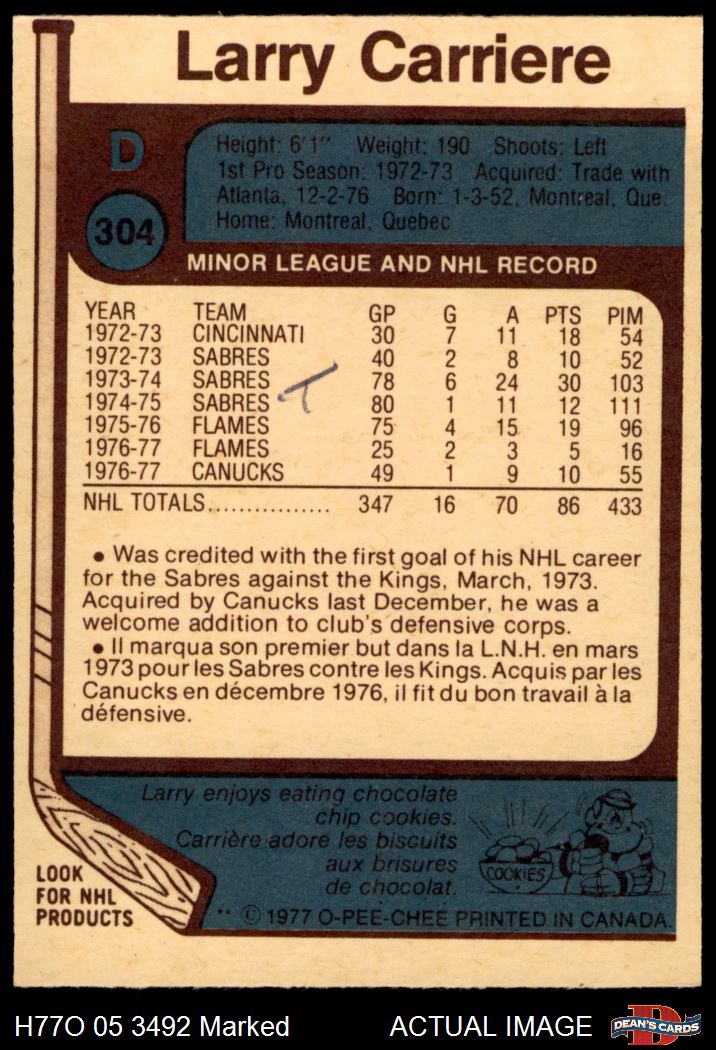 Larry Carriere
D
304
Height: 6'1" Weight: 190 Shoots: Left
1st Pro Season: 1972-73 Acquired: Trade with
Atlanta, 12-2-76 Born: 1-3-52, Montreal, Que.
Home: Montreal, Quebec
MINOR LEAGUE AND NHL RECORD
YEAR TEAM GP G A PTS PIM
1972-73 CINCINNATI 30 7 11 18 54
1972-73 SABRES 40 2 8 10 52
1973-74 SABRES 78 6 24 30 103
1974-75 SABRES 80 1 11 12 111
1975-76 FLAMES 75 4 15 19 96
1976-77 FLAMES 25 2 3 5 16
1976-77 CANUCKS 49 1 9 10 55
NHL TOTALS................ 347 16 70 86 433
• Was credited with the first goal of his NHL career
for the Sabres against the Kings, March, 1973.
Acquired by Canucks last December, he was a
welcome addition to club's defensive corps.
• Il marqua son premier but dans la L.N.H. en mars
1973 pour les Sabres contre les Kings. Acquis par les
Canucks en décembre 1976, il fit du bon travail à la
défensive.
Larry enjoys eating chocolate
chip cookies.
Carrière adore les biscuits
aux brisures
de chocolat.
COOKIES
LOOK
FOR NHL
PRODUCTS
** © 1977 O-PEE-CHEE PRINTED IN CANADA.
H77O 05 3492 Marked
ACTUAL IMAGE
D
DEAN'S CARDS